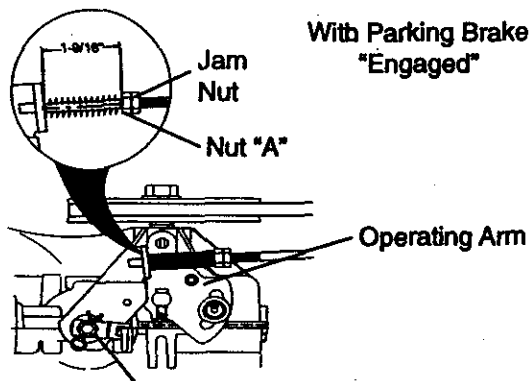 With Parking Brake
"Engaged"
1-9/16"
Jam
Nut
Nut "A"
Operating Arm